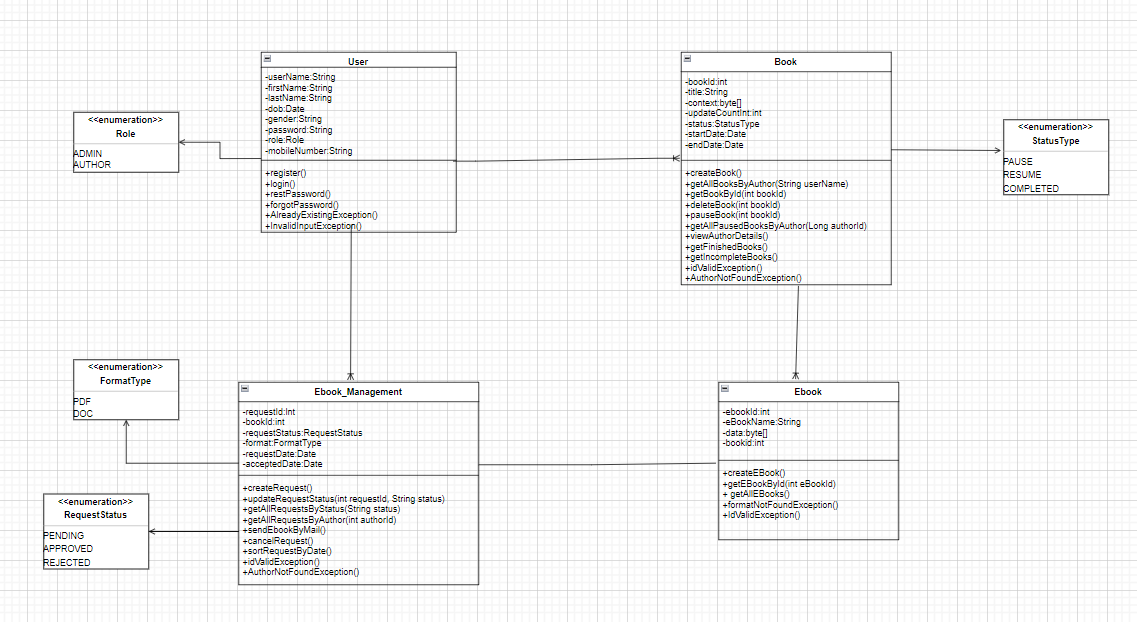 User
-userName:String
-firstName:String
-lastName:String
-dob:Date
-gender:String
-password:String
-role:Role
-mobileNumber:String
+register()
+login()
+restPassword()
+forgotPassword()
+AlreadyExistingException()
+InvalidInputException()
Book
-bookId:int
-title:String
-context:byte[]
-updateCountInt:int
-status:StatusType
-startDate:Date
-endDate:Date
+createBook()
+getAllBooksByAuthor(String userName)
+getBookById(int bookId)
+deleteBook(int bookId)
+pauseBook(int bookId)
+getAllPausedBooksByAuthor(Long authorId)
+viewAuthorDetails()
+getFinishedBooks()
+getIncompleteBooks()
+idValidException()
+AuthorNotFoundException()
<<enumeration>>
Role
ADMIN
AUTHOR
<<enumeration>>
StatusType
PAUSE
RESUME
COMPLETED
<<enumeration>>
FormatType
PDF
DOC
Ebook_Management
-requestId:Int
-bookId:int
-requestStatus:RequestStatus
-format:FormatType
-requestDate:Date
-acceptedDate:Date
+createRequest()
+updateRequestStatus(int requestId, String status)
+getAllRequestsByStatus(String status)
+getAllRequestsByAuthor(int authorId)
+sendEbookByMail()
+cancelRequest()
+sortRequestByDate()
+idValidException()
+AuthorNotFoundException()
Ebook
-ebookId:int
-eBookName:String
-data:byte[]
-bookid:int
+createEBook()
+getEBookById(int eBookId)
+ getAllEBooks()
+formatNotFoundException()
+IdValidException()
<<enumeration>>
RequestStatus
PENDING
APPROVED
REJECTED